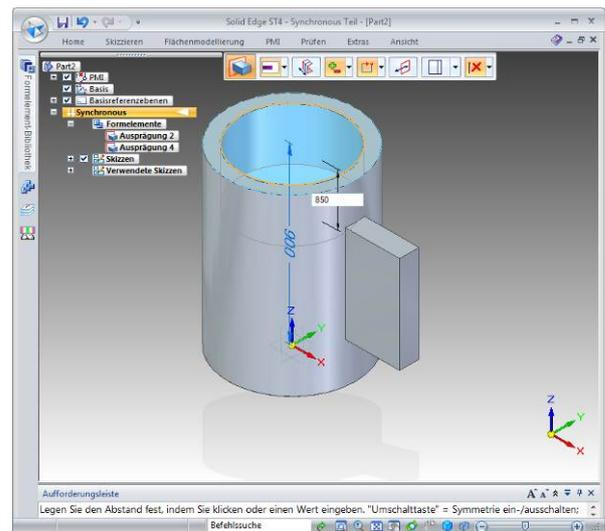 Solid Edge ST4 - Synchronous Teil - [Part2]
Home Skizzieren Flächenmodellierung PMI Prüfen Extras Ansicht
Formelement-Bibliothek
Part2
PMI
Basis
Basisreferenzebenen
Synchronous
Formelemente
Ausprägung 2
Ausprägung 4
Skizzen
Verwendete Skizzen
850
900
Z
Y
X
Z
Y
X
Aufforderungsleiste
Legen Sie den Abstand fest, indem Sie klicken oder einen Wert eingeben. "Umschalttaste" = Symmetrie ein-/ausschalten;
Befehlssuche